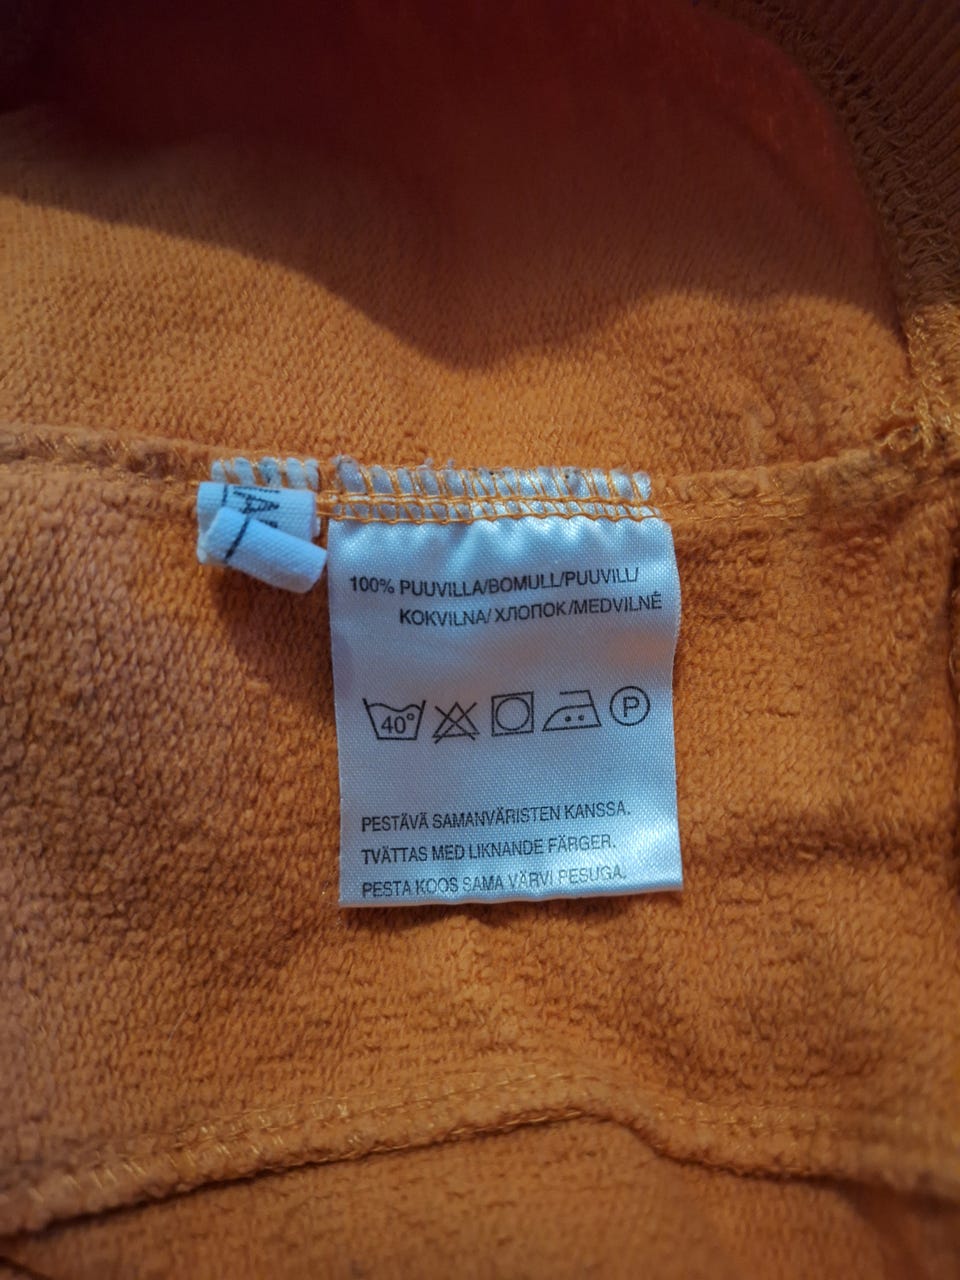 100% PUUVILLA/BOMULL/PUUVILL/
KOKVILNA/ ХЛОПОК/MEDVILNĖ
40°
P
PESTÄVÄ SAMANVÄRISTEN KANSSA.
TVÄTTAS MED LIKNANDE FÄRGER.
PESTA KOOS SAMA VÄRVI PESUGA.